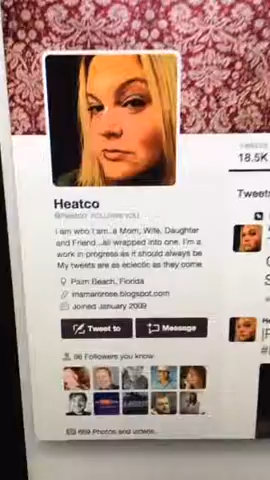 TWEETS
18.5K
Heatco
FOLLOWS YOU
I am who I am..a Mom, Wife, Daughter
and Friend ..all wrapped into one. I'm a
work in progress as it should always be
My tweets are as eclectic as they come
Palm Beach, Florida
Joined January 2009
Tweet to
Message
Followers you know
Tweets
669 Photos and videos